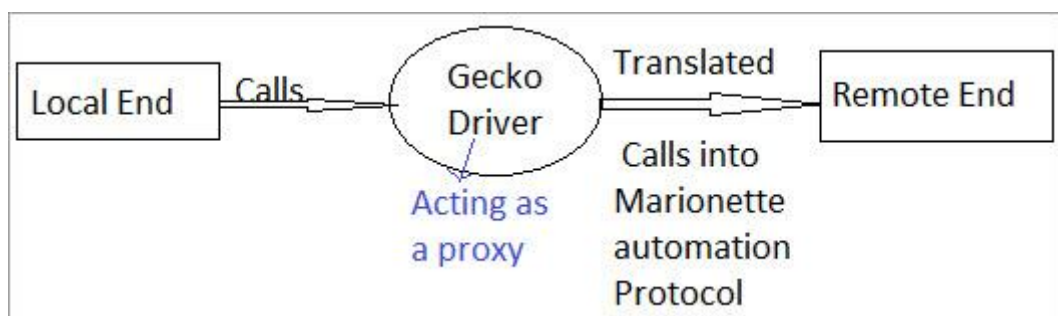 Local End
Calls
Gecko
Driver
Acting as
a proxy
Translated
Calls into
Marionette
automation
Protocol
Remote End